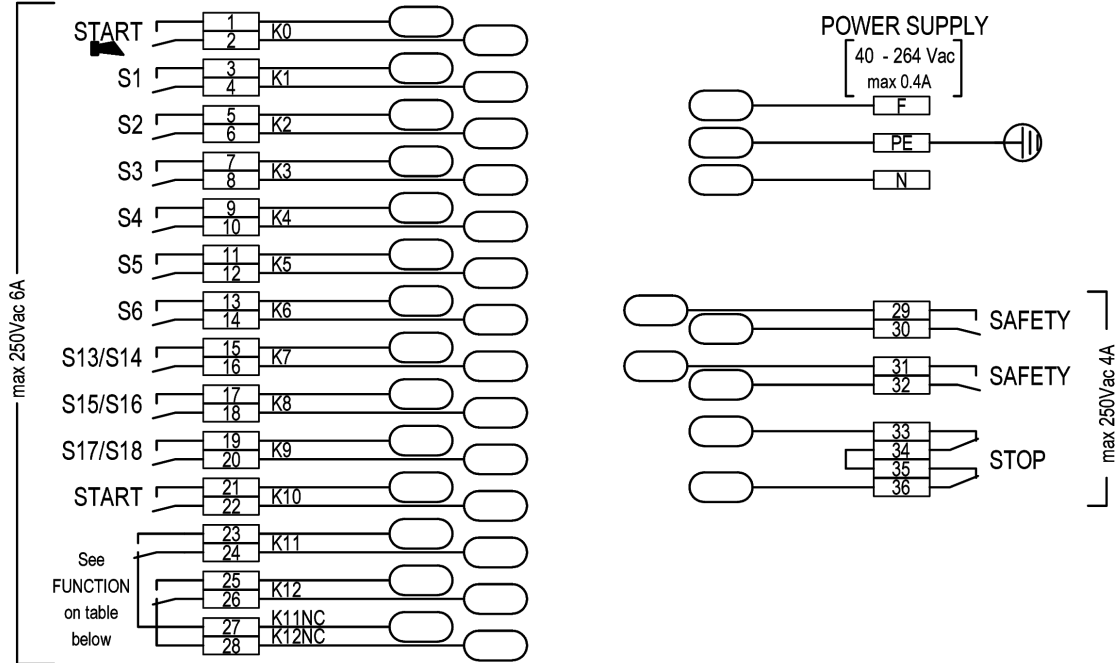 START
1
2
K0
S1
3
4
K1
S2
5
6
K2
S3
7
8
K3
S4
9
10
K4
S5
11
12
K5
S6
13
14
K6
S13/S14
15
16
K7
S15/S16
17
18
K8
S17/S18
19
20
K9
START
21
22
K10
See
FUNCTION
on table
below
23
24
K11
25
26
K12
27
28
K11NC
K12NC
max 250Vac 6A
POWER SUPPLY
40 - 264 Vac
max 0.4A
F
PE
N
29
30
SAFETY
31
32
SAFETY
33
34
35
36
STOP
max 250Vac 4A